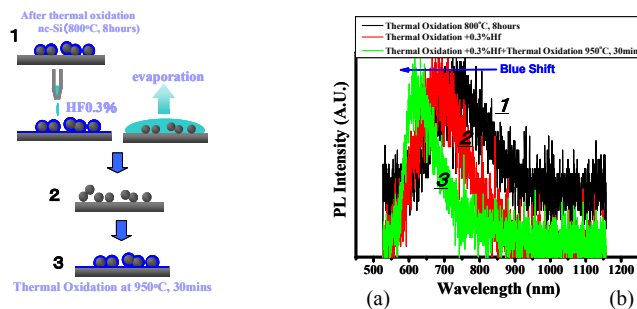 After thermal oxidation
nc-Si(800°C, 8hours)
1
HF0.3%
evaporation
2
3
Thermal Oxidation at 950°C, 30mins
(a)
Thermal Oxidation 800°C, 8hours
Thermal Oxidation +0.3%Hf
Thermal Oxidation +0.3%Hf+Thermal Oxidation 950°C, 30mins
Blue Shift
1
2
3
PL Intensity (A.U.)
500 600 700 800 900 1000 1100 1200
Wavelength (nm)
(b)